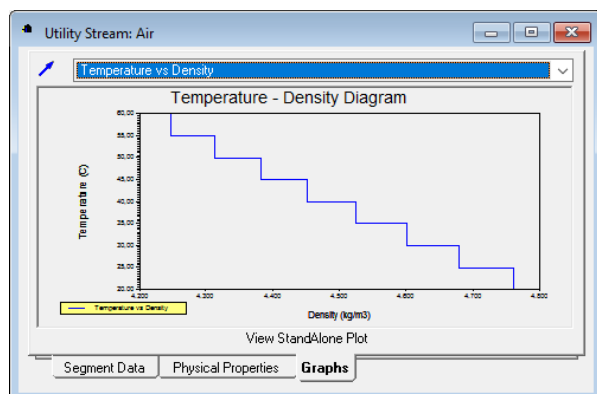 Utility Stream: Air
Temperature vs Density
Temperature - Density Diagram
Temperature (C)
60,00
55,00
50,00
45,00
40,00
35,00
30,00
25,00
20,00
4,200 4,300 4,400 4,500 4,600 4,700 4,800
Temperature vs Density
Density (kg/m3)
View StandAlone Plot
Segment Data Physical Properties Graphs